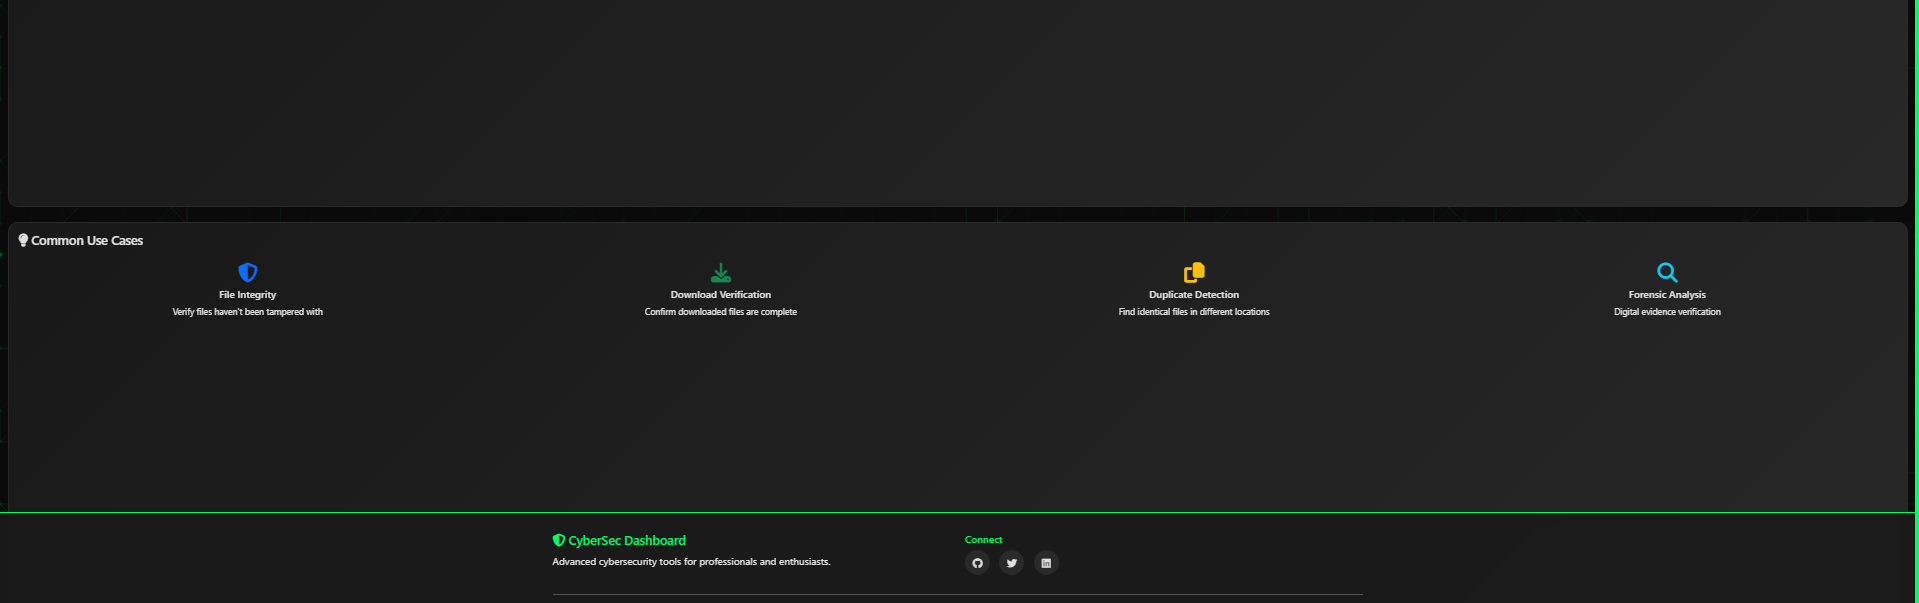 Common Use Cases
File Integrity
Verify files haven't been tampered with
Download Verification
Confirm downloaded files are complete
Duplicate Detection
Find identical files in different locations
Forensic Analysis
Digital evidence verification
CyberSec Dashboard
Advanced cybersecurity tools for professionals and enthusiasts.
Connect